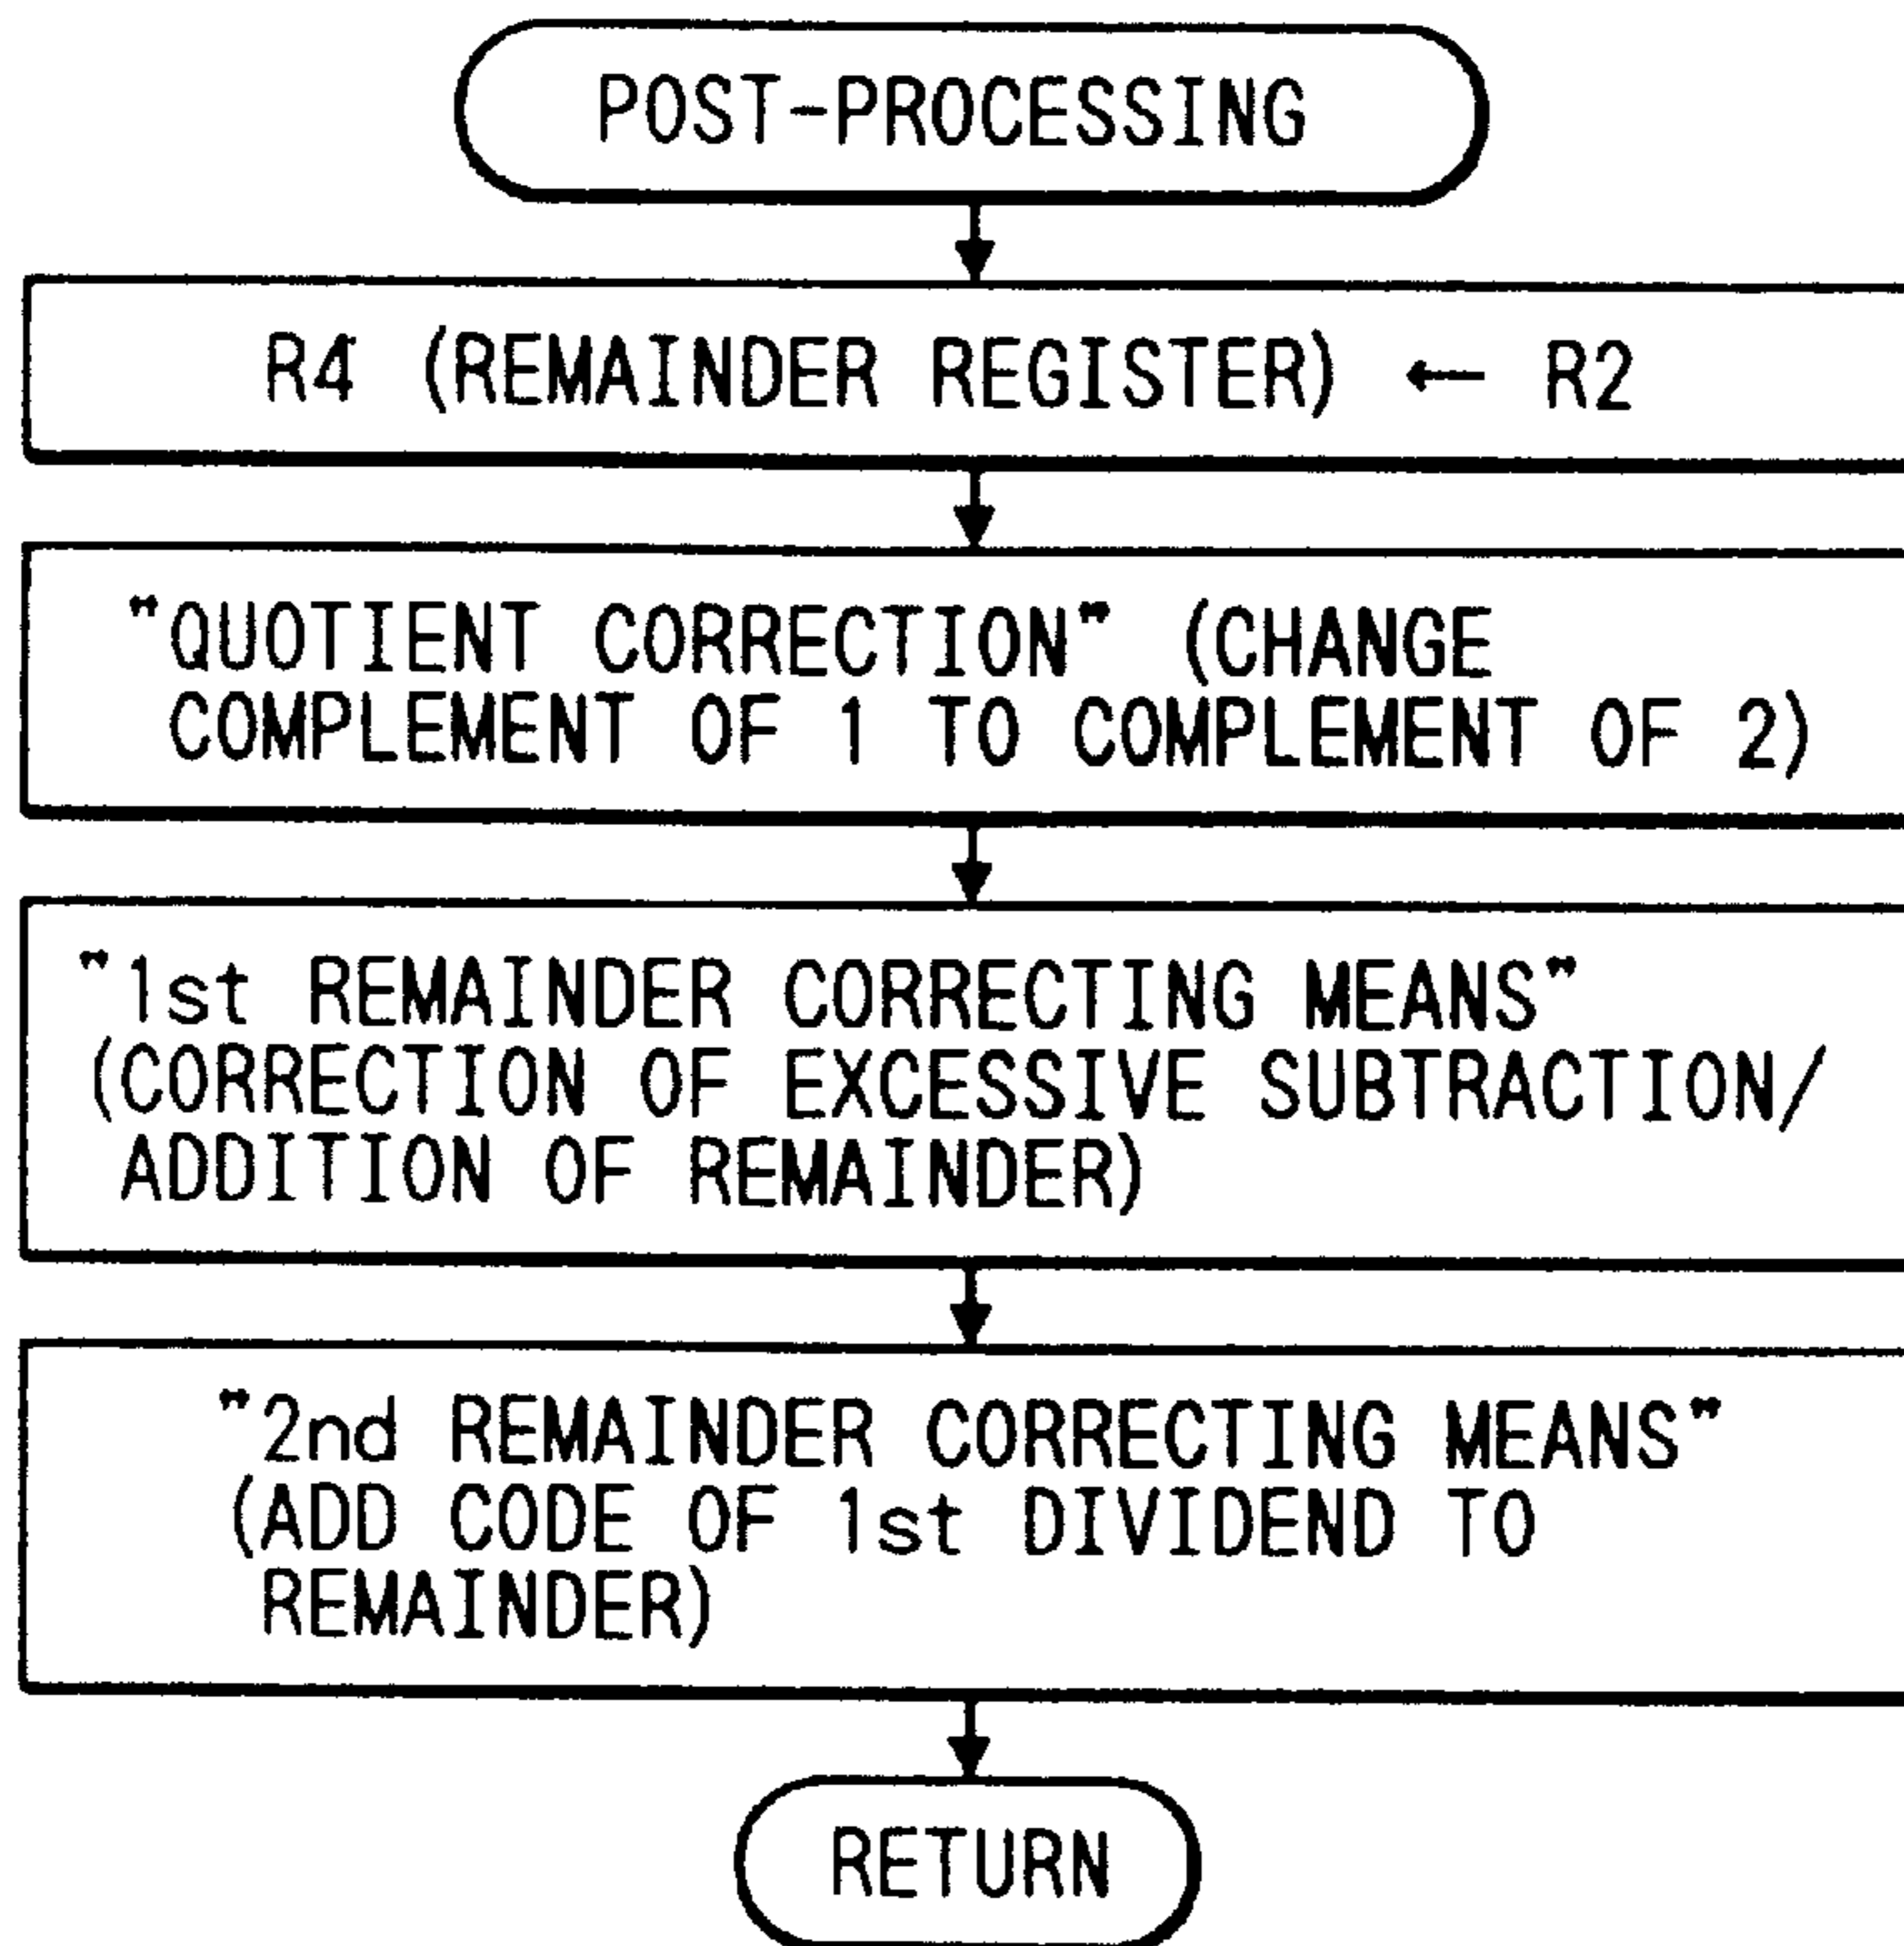 POST-PROCESSING
R4 (REMAINDER REGISTER) ← R2
"QUOTIENT CORRECTION" (CHANGE
COMPLEMENT OF 1 TO COMPLEMENT OF 2)
"1st REMAINDER CORRECTING MEANS"
(CORRECTION OF EXCESSIVE SUBTRACTION/
ADDITION OF REMAINDER)
"2nd REMAINDER CORRECTING MEANS"
(ADD CODE OF 1st DIVIDEND TO
REMAINDER)
RETURN